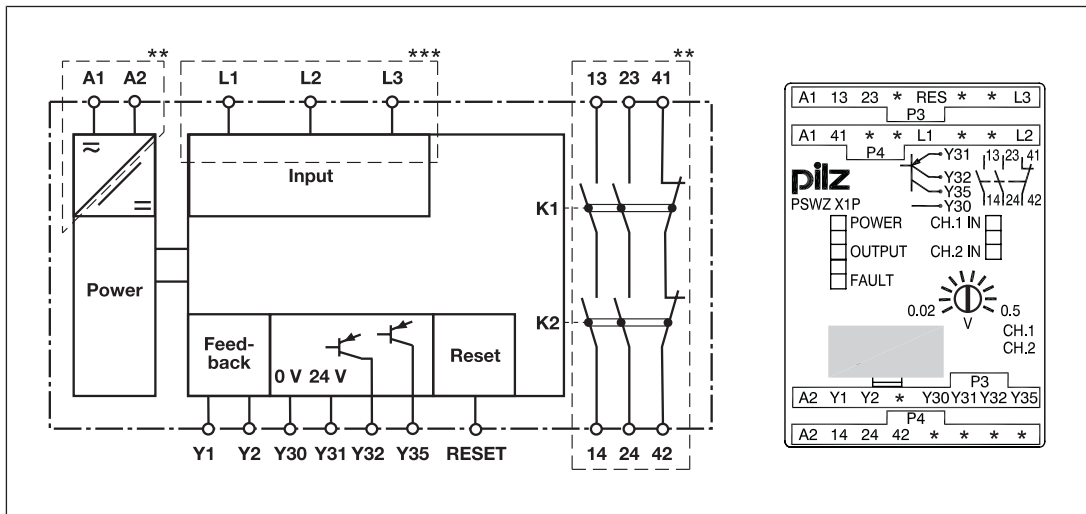 ** *** **
A1 A2 L1 L2 L3 13 23 41
Input
K1
Power
K2
Feed-
back
0 V 24 V
Reset
Y1 Y2 Y30 Y31 Y32 Y35 RESET 14 24 42
A1 13 23 * RES * * L3
P3
A1 41 * * L1 * * L2
P4
pilz
PSWZ X1P
Y31
Y32
Y35
Y30
13 23 41
14 24 42
POWER CH.1 IN
OUTPUT CH.2 IN
FAULT
0.02 V 0.5
CH.1
CH.2
P3
A2 Y1 Y2 * Y30 Y31 Y32 Y35
P4
A2 14 24 42 * * * *